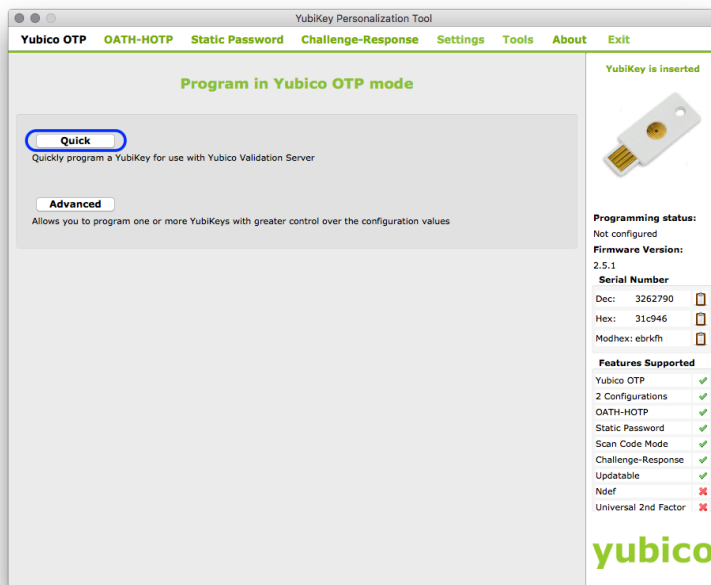 YubiKey Personalization Tool
Yubico OTP OATH-HOTP Static Password Challenge-Response Settings Tools About Exit
Program in Yubico OTP mode
Quick
Quickly program a YubiKey for use with Yubico Validation Server
Advanced
Allows you to program one or more YubiKeys with greater control over the configuration values
YubiKey is inserted
Programming status:
Not configured
Firmware Version:
2.5.1
Serial Number
Dec: 3262790
Hex: 31c946
Modhex: ebrkfh
Features Supported
Yubico OTP
2 Configurations
OATH-HOTP
Static Password
Scan Code Mode
Challenge-Response
Updatable
Ndef
Universal 2nd Factor
yubico